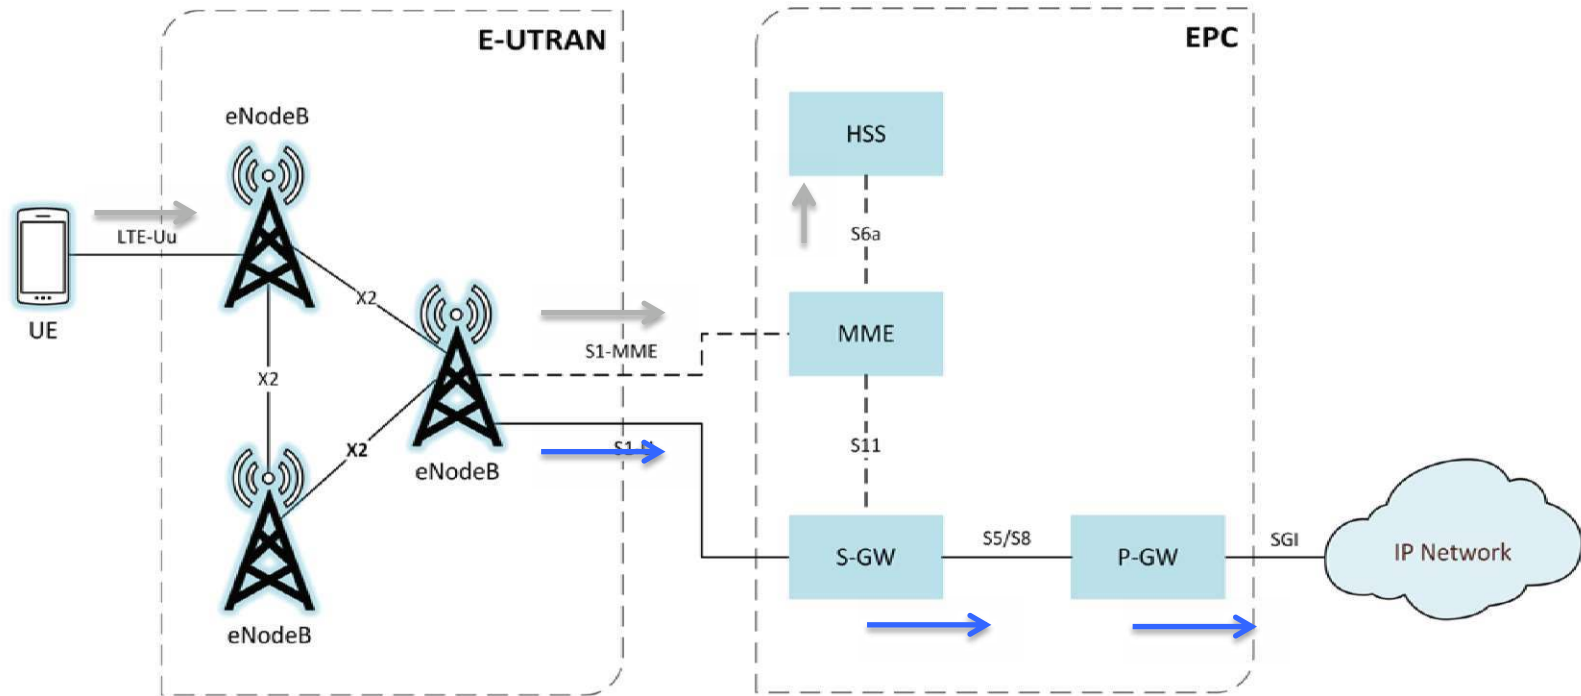 E-UTRAN
EPC
eNodeB
HSS
LTE-Uu
S6a
X2
UE
MME
S1-MME
X2
X2
S11
eNodeB
S5/S8
SGI
S-GW
P-GW
IP Network
eNodeB